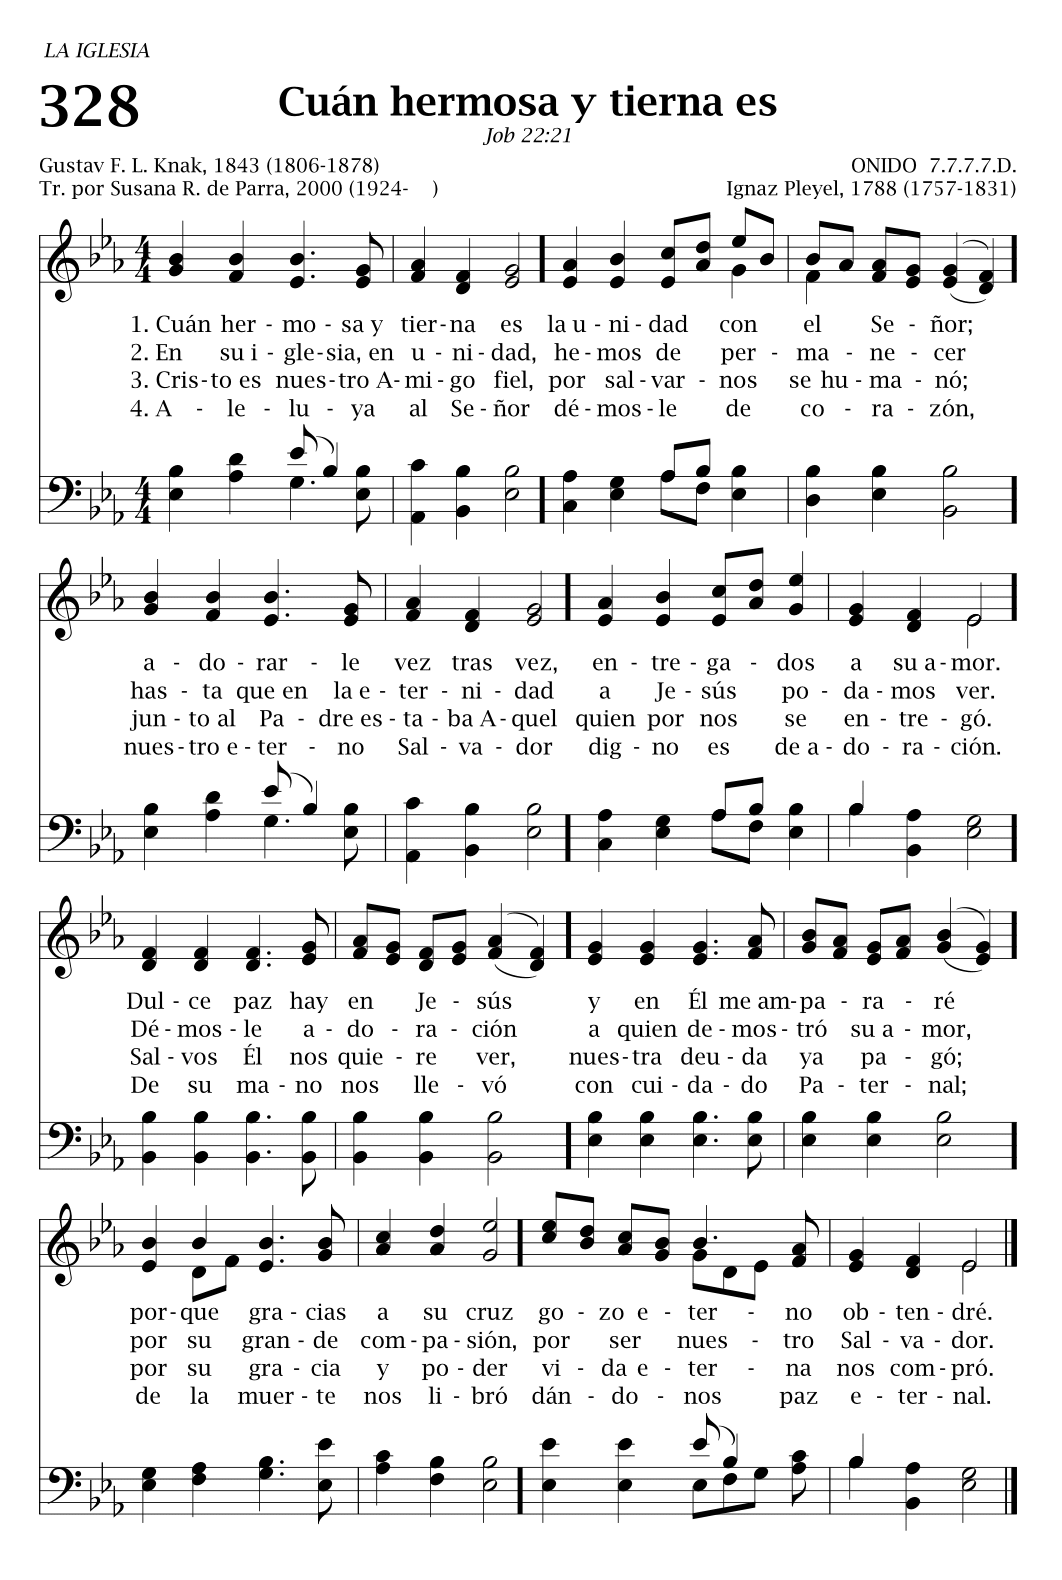 LA IGLESIA
328
Cuán hermosa y tierna es
Job 22:21
Gustav F. L. Knak, 1843 (1806-1878)
ONIDO 7.7.7.7.D.
Tr. por Susana R. de Parra, 2000 (1924- )
Ignaz Pleyel, 1788 (1757-1831)
4 4
1. Cuán her - mo - sa y tier - na es la u - ni - dad con el Se - ñor;
2. En su i - gle - sia, en u - ni - dad, he - mos de per - ma - ne - cer
3. Cris - to es nues - tro A - mi - go fiel, por sal - var - nos se hu - ma - nó;
4. A - le - lu - ya al Se - ñor dé - mos - le de co - ra - zón,
4 4
a - do - rar - le vez tras vez, en - tre - ga - dos a su a - mor.
has - ta que en la e - ter - ni - dad a Je - sús po - da - mos ver.
jun - to al Pa - dre es - ta - ba A - quel quien por nos se en - tre - gó.
nues - tro e - ter - no Sal - va - dor dig - no es de a - do - ra - ción.
Dul - ce paz hay en Je - sús y en Él me am - pa - ra - ré
Dé - mos - le a - do - ra - ción a quien de - mos - tró su a - mor,
Sal - vos Él nos quie - re ver, nues - tra deu - da ya pa - gó;
De su ma - no nos lle - vó con cui - da - do Pa - ter - nal;
por - que gra - cias a su cruz go - zo e - ter - no ob - ten - dré.
por su gran - de com - pa - sión, por ser nues - tro Sal - va - dor.
por su gra - cia y po - der vi - da e - ter - na nos com - pró.
de la muer - te nos li - bró dán - do - nos paz e - ter - nal.